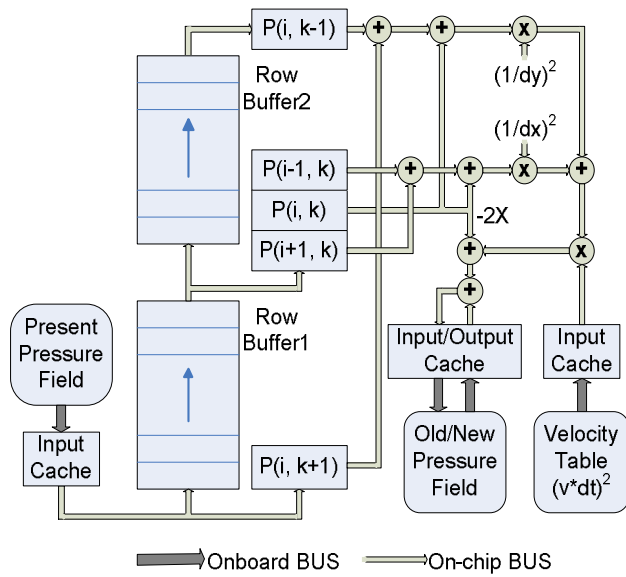 P(i, k-1)
+
+
x
Row
Buffer2
(1/dy)2
(1/dx)2
P(i-1, k)
+
+
x
+
P(i, k)
-2X
P(i+1, k)
+
x
+
Row
Buffer1
Present
Pressure
Field
Input/Output
Cache
Input
Cache
Input
Cache
P(i, k+1)
Old/New
Pressure
Field
Velocity
Table
(v*dt)2
Onboard BUS
On-chip BUS